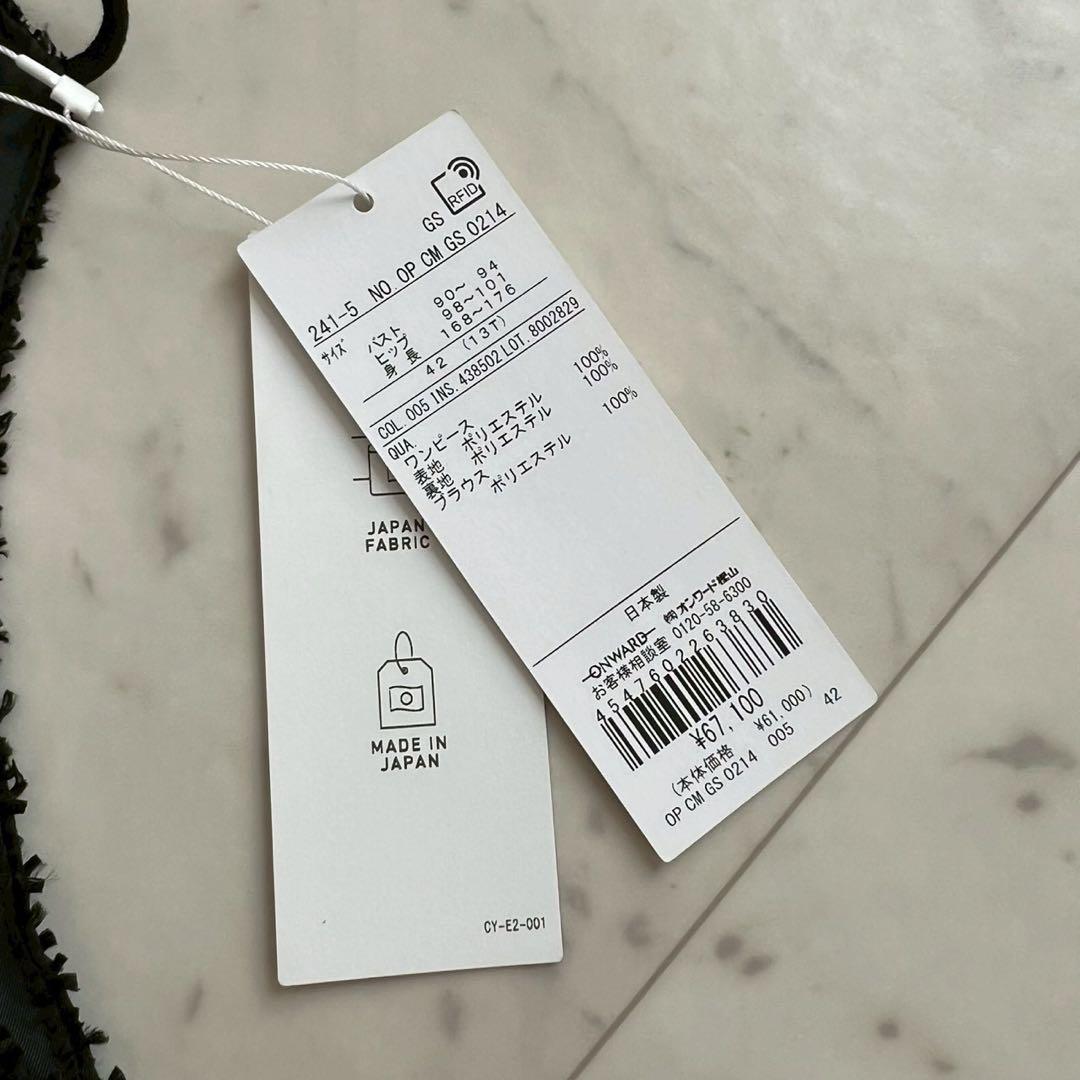 RFID
GS
241-5 NO.OP CM GS 0214
サイズ
バスト 90~ 94
ヒップ 98~101
身長 168~176
42 (13T)
COL.005 INS.438502 LOT.8002829
QUA.
ワンピース
表地 ポリエステル 100%
裏地 ポリエステル 100%
ブラウス
ポリエステル 100%
日本製
ONWARD ㈱オンワード樫山
お客様相談室 0120-58-6300
4547602263830
¥67,100
(本体価格 ¥61,000)
OP CM GS 0214 005 42
JAPAN
FABRIC
MADE IN
JAPAN
CY-E2-001